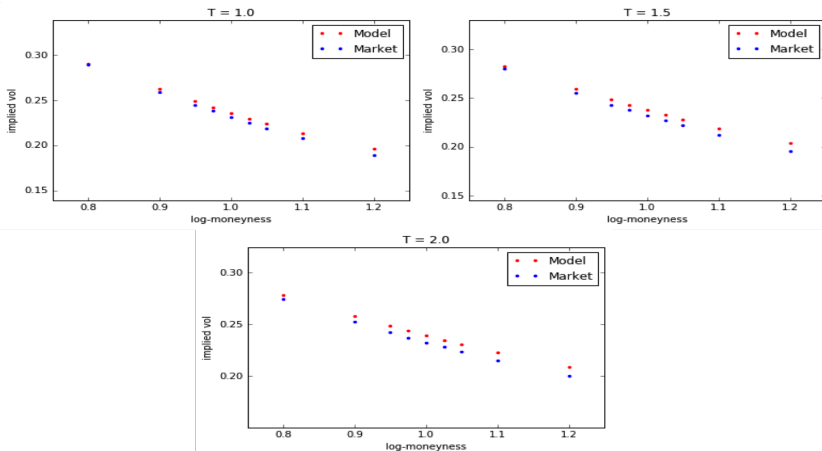 T = 1.0
Model
Market
0.30
0.25
0.20
0.15
implied vol
0.8 0.9 1.0 1.1 1.2
log-moneyness
T = 1.5
Model
Market
0.30
0.25
0.20
0.15
implied vol
0.8 0.9 1.0 1.1 1.2
log-moneyness
T = 2.0
Model
Market
0.30
0.25
0.20
implied vol
0.8 0.9 1.0 1.1 1.2
log-moneyness